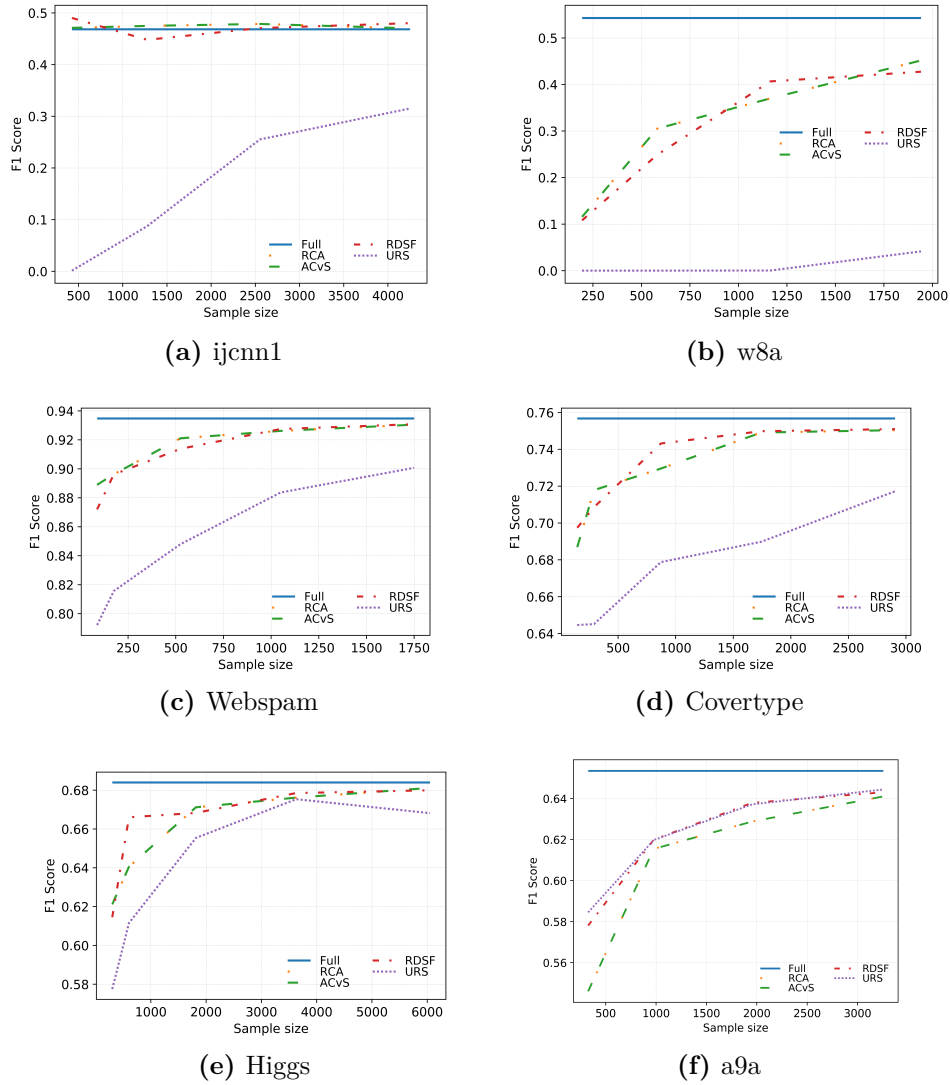 0.5
0.4
0.3
0.2
0.1
0.0
F1 Score
Full
RCA
ACvS
RDSF
URS
500 1000 1500 2000 2500 3000 3500 4000
Sample size
(a) ijcnn1
0.5
0.4
0.3
0.2
0.1
0.0
F1 Score
Full
RCA
ACvS
RDSF
URS
250 500 750 1000 1250 1500 1750 2000
Sample size
(b) w8a
0.94
0.92
0.90
0.88
0.86
0.84
0.82
0.80
F1 Score
Full
RCA
ACvS
RDSF
URS
250 500 750 1000 1250 1500 1750
Sample size
(c) Webspam
0.76
0.74
0.72
0.70
0.68
0.66
0.64
F1 Score
Full
RCA
ACvS
RDSF
URS
500 1000 1500 2000 2500 3000
Sample size
(d) Covertype
0.68
0.66
0.64
0.62
0.60
0.58
F1 Score
Full
RCA
ACvS
RDSF
URS
1000 2000 3000 4000 5000 6000
Sample size
(e) Higgs
0.64
0.62
0.60
0.58
0.56
F1 Score
Full
RCA
ACvS
RDSF
URS
500 1000 1500 2000 2500 3000
Sample size
(f) a9a